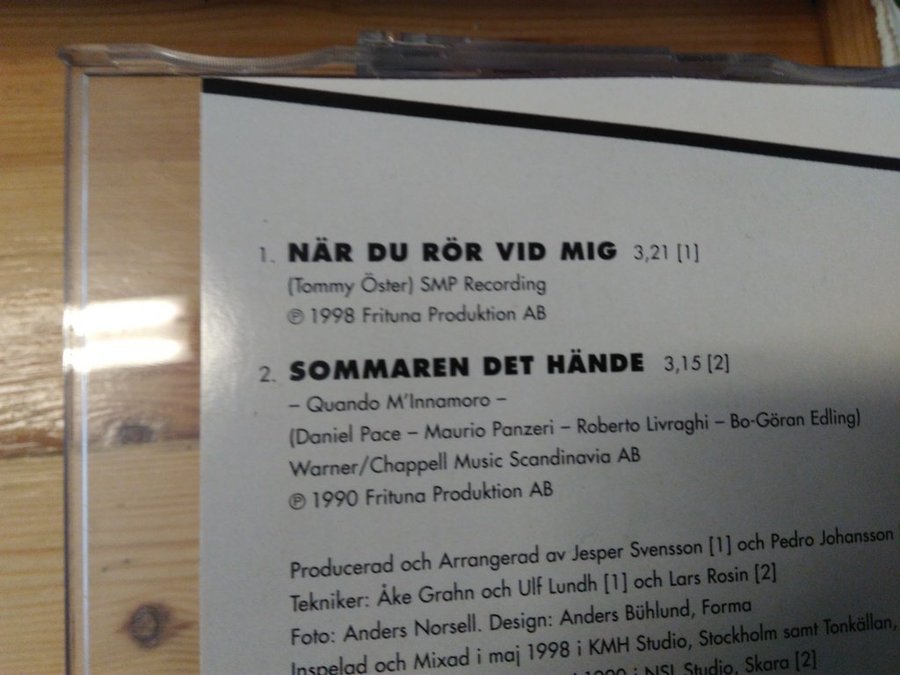 1. NÄR DU RÖR VID MIG 3,21 [1]
(Tommy Öster) SMP Recording
℗ 1998 Frituna Produktion AB
2. SOMMAREN DET HÄNDE 3,15 [2]
– Quando M'Innamoro –
(Daniel Pace – Maurio Panzeri – Roberto Livraghi – Bo-Göran Edling)
Warner/Chappell Music Scandinavia AB
℗ 1990 Frituna Produktion AB
Producerad och Arrangerad av Jesper Svensson [1] och Pedro Johansson
Tekniker: Åke Grahn och Ulf Lundh [1] och Lars Rosin [2]
Foto: Anders Norsell. Design: Anders Bühlund, Forma
Inspelad och Mixad i maj 1998 i KMH Studio, Stockholm samt Tonkällan,
i NSL Studio, Skara [2]